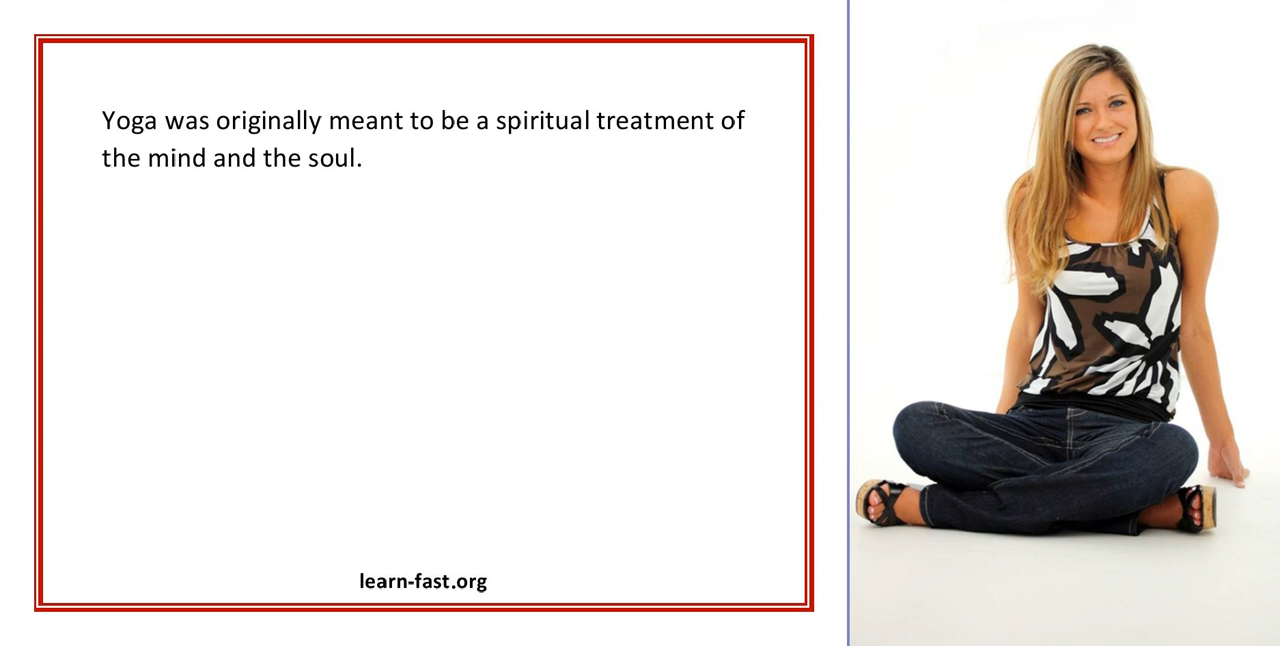 Yoga was originally meant to be a spiritual treatment of
the mind and the soul.
learn-fast.org